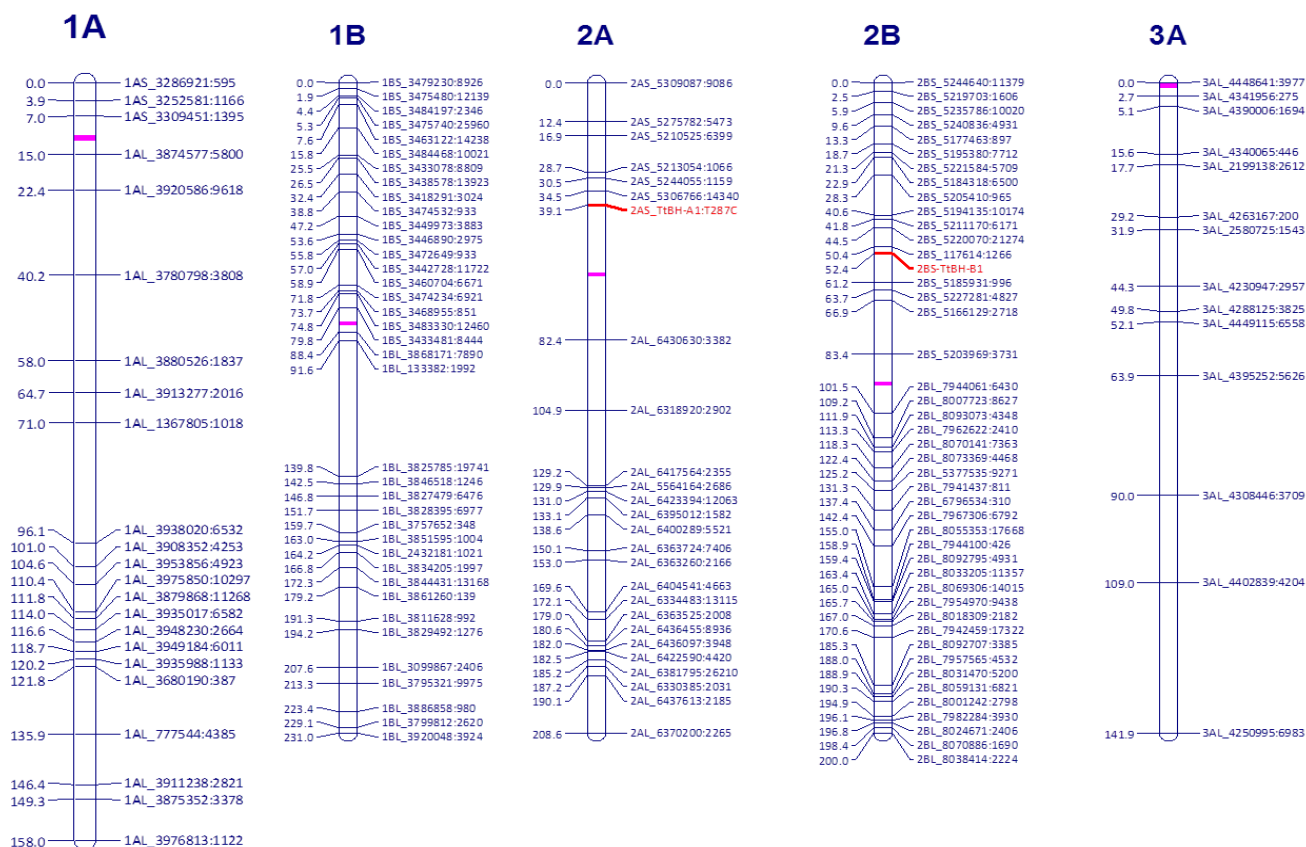 1A
0.0 1AS_3286921:595
3.9 1AS_3252581:1166
7.0 1AS_3309451:1395
15.0 1AL_3874577:5800
22.4 1AL_3920586:9618
40.2 1AL_3780798:3808
58.0 1AL_3880526:1837
64.7 1AL_3913277:2016
71.0 1AL_1367805:1018
96.1 1AL_3938020:6532
101.0 1AL_3908352:4253
104.6 1AL_3953856:4923
110.4 1AL_3975850:10297
111.8 1AL_3879868:11268
114.0 1AL_3935017:6582
116.6 1AL_3948230:2664
118.7 1AL_3949184:6011
120.2 1AL_3935988:1133
121.8 1AL_3680190:387
135.9 1AL_777544:4385
146.4 1AL_3911238:2821
149.3 1AL_3875352:3378
158.0 1AL_3976813:1122
1B
0.0 1BS_3479230:8926
1.9 1BS_3475480:12139
4.4 1BS_3484197:2346
5.3 1BS_3475740:25960
7.6 1BS_3463122:14238
15.8 1BS_3484468:10021
25.5 1BS_3433078:8809
26.5 1BS_3438578:13923
32.4 1BS_3418291:3024
38.8 1BS_3474532:933
47.2 1BS_3449973:3883
53.6 1BS_3446890:2975
55.8 1BS_3472649:933
57.0 1BS_3442728:11722
58.9 1BS_3460704:6671
71.8 1BS_3474234:6921
73.7 1BS_3468955:851
74.8 1BS_3483330:12460
79.8 1BS_3433481:8444
88.4 1BL_3868171:7890
91.6 1BL_133382:1992
139.8 1BL_3825785:19741
142.5 1BL_3846518:1246
146.8 1BL_3827479:6476
151.7 1BL_3828395:6977
159.7 1BL_3757652:348
163.0 1BL_3851595:1004
164.2 1BL_2432181:1021
166.8 1BL_3834205:1997
172.3 1BL_3844431:13168
179.2 1BL_3861260:139
191.3 1BL_3811628:992
194.2 1BL_3829492:1276
207.6 1BL_3099867:2406
213.3 1BL_3795321:9975
223.4 1BL_3886858:980
229.1 1BL_3799812:2620
231.0 1BL_3920048:3924
2A
0.0 2AS_5309087:9086
12.4 2AS_5275782:5473
16.9 2AS_5210525:6399
28.7 2AS_5213054:1066
30.5 2AS_5244055:1159
34.5 2AS_5306766:14340
39.1 2AS_TtBH-A1:T287C
82.4 2AL_6430630:3382
104.9 2AL_6318920:2902
129.2 2AL_6417564:2355
129.9 2AL_5564164:2686
131.0 2AL_6423394:12063
133.1 2AL_6395012:1582
138.6 2AL_6400289:5521
150.1 2AL_6363724:7406
153.0 2AL_6363260:2166
169.6 2AL_6404541:4663
172.1 2AL_6334483:13115
179.0 2AL_6363525:2008
180.6 2AL_6436455:8936
182.0 2AL_6436097:3948
182.5 2AL_6422590:4420
185.2 2AL_6381795:26210
187.2 2AL_6330385:2031
190.1 2AL_6437613:2185
208.6 2AL_6370200:2265
2B
0.0 2BS_5244640:11379
2.5 2BS_5219703:1606
5.9 2BS_5235786:10020
9.6 2BS_5240836:4931
13.3 2BS_5177463:897
18.7 2BS_5195380:7712
21.3 2BS_5221584:5709
22.9 2BS_5184318:6500
28.3 2BS_5205410:965
40.6 2BS_5194135:10174
41.8 2BS_5211170:6171
44.5 2BS_5220070:21274
50.4 2BS_117614:1266
52.4 2BS-TtBH-B1
61.2 2BS_5185931:996
63.7 2BS_5227281:4827
66.9 2BS_5166129:2718
83.4 2BS_5203969:3731
101.5 2BL_7944061:6430
109.2 2BL_8007723:8627
111.9 2BL_8093073:4348
113.3 2BL_7962622:2410
118.3 2BL_8070141:7363
122.4 2BL_8073369:4468
125.2 2BL_5377535:9271
131.3 2BL_7941437:811
137.4 2BL_6796534:310
142.4 2BL_7967306:6792
155.0 2BL_8055353:17668
158.9 2BL_7944100:426
159.4 2BL_8092795:4931
163.4 2BL_8033205:11357
165.0 2BL_8069306:14015
165.7 2BL_7954970:9438
167.0 2BL_8018309:2182
170.6 2BL_7942459:17322
185.3 2BL_8092707:3385
188.0 2BL_7957565:4532
188.9 2BL_8031470:5200
190.3 2BL_8059131:6821
194.9 2BL_8001242:2798
196.1 2BL_7982284:3930
196.8 2BL_8024671:2406
198.4 2BL_8070886:1690
200.0 2BL_8038414:2224
3A
0.0 3AL_4448641:3977
2.7 3AL_4341956:275
5.1 3AL_4390006:1694
15.6 3AL_4340065:446
17.7 3AL_2199138:2612
29.2 3AL_4263167:200
31.9 3AL_2580725:1543
44.3 3AL_4230947:2957
49.8 3AL_4288125:3825
52.1 3AL_4449115:6558
63.9 3AL_4395252:5626
90.0 3AL_4308446:3709
109.0 3AL_4402839:4204
141.9 3AL_4250995:6983